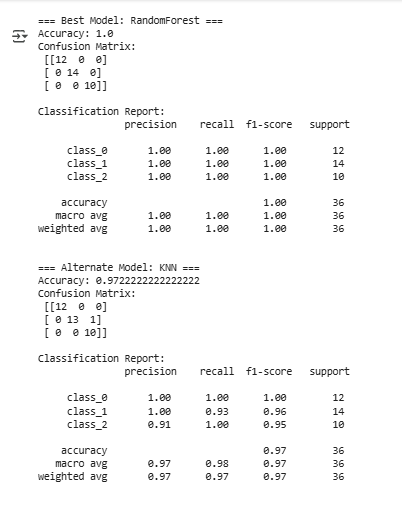 === Best Model: RandomForest ===
Accuracy: 1.0
Confusion Matrix:
[[12 0 0]
[ 0 14 0]
[ 0 0 10]]
Classification Report:
precision recall f1-score support
class_0 1.00 1.00 1.00 12
class_1 1.00 1.00 1.00 14
class_2 1.00 1.00 1.00 10
accuracy 1.00 36
macro avg 1.00 1.00 1.00 36
weighted avg 1.00 1.00 1.00 36
=== Alternate Model: KNN ===
Accuracy: 0.9722222222222222
Confusion Matrix:
[[12 0 0]
[ 0 13 1]
[ 0 0 10]]
Classification Report:
precision recall f1-score support
class_0 1.00 1.00 1.00 12
class_1 1.00 0.93 0.96 14
class_2 0.91 1.00 0.95 10
accuracy 0.97 36
macro avg 0.97 0.98 0.97 36
weighted avg 0.97 0.97 0.97 36